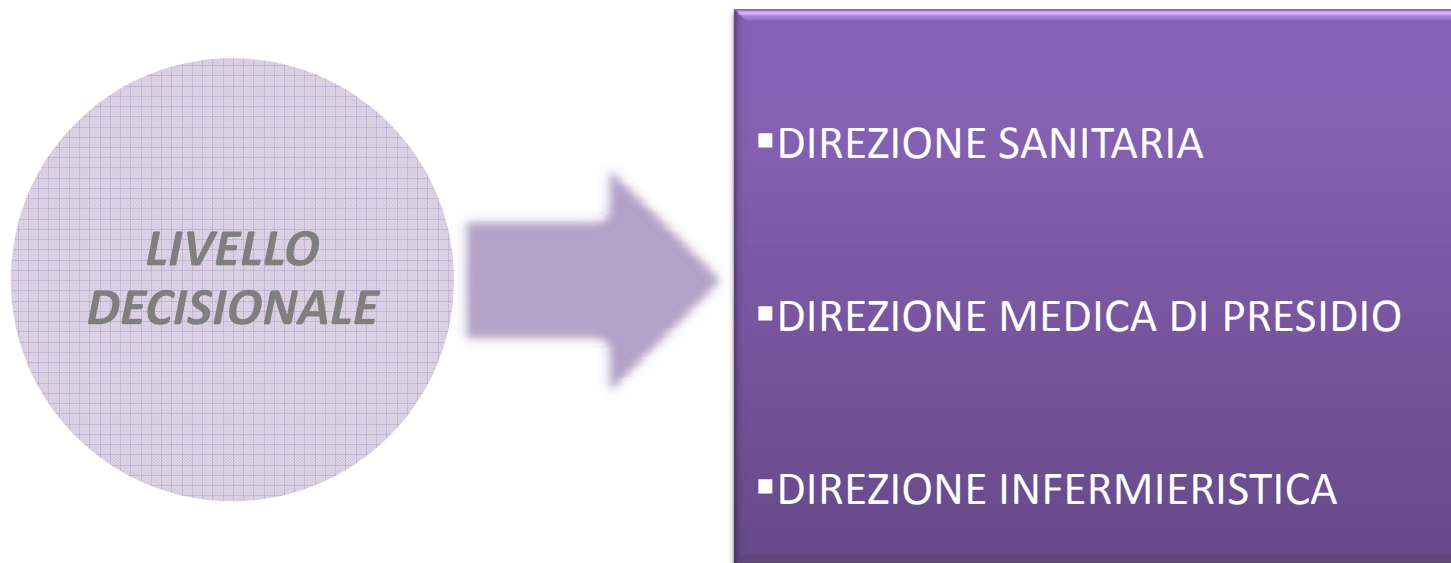 LIVELLO
DECISIONALE
▪DIREZIONE SANITARIA
▪DIREZIONE MEDICA DI PRESIDIO
▪DIREZIONE INFERMIERISTICA